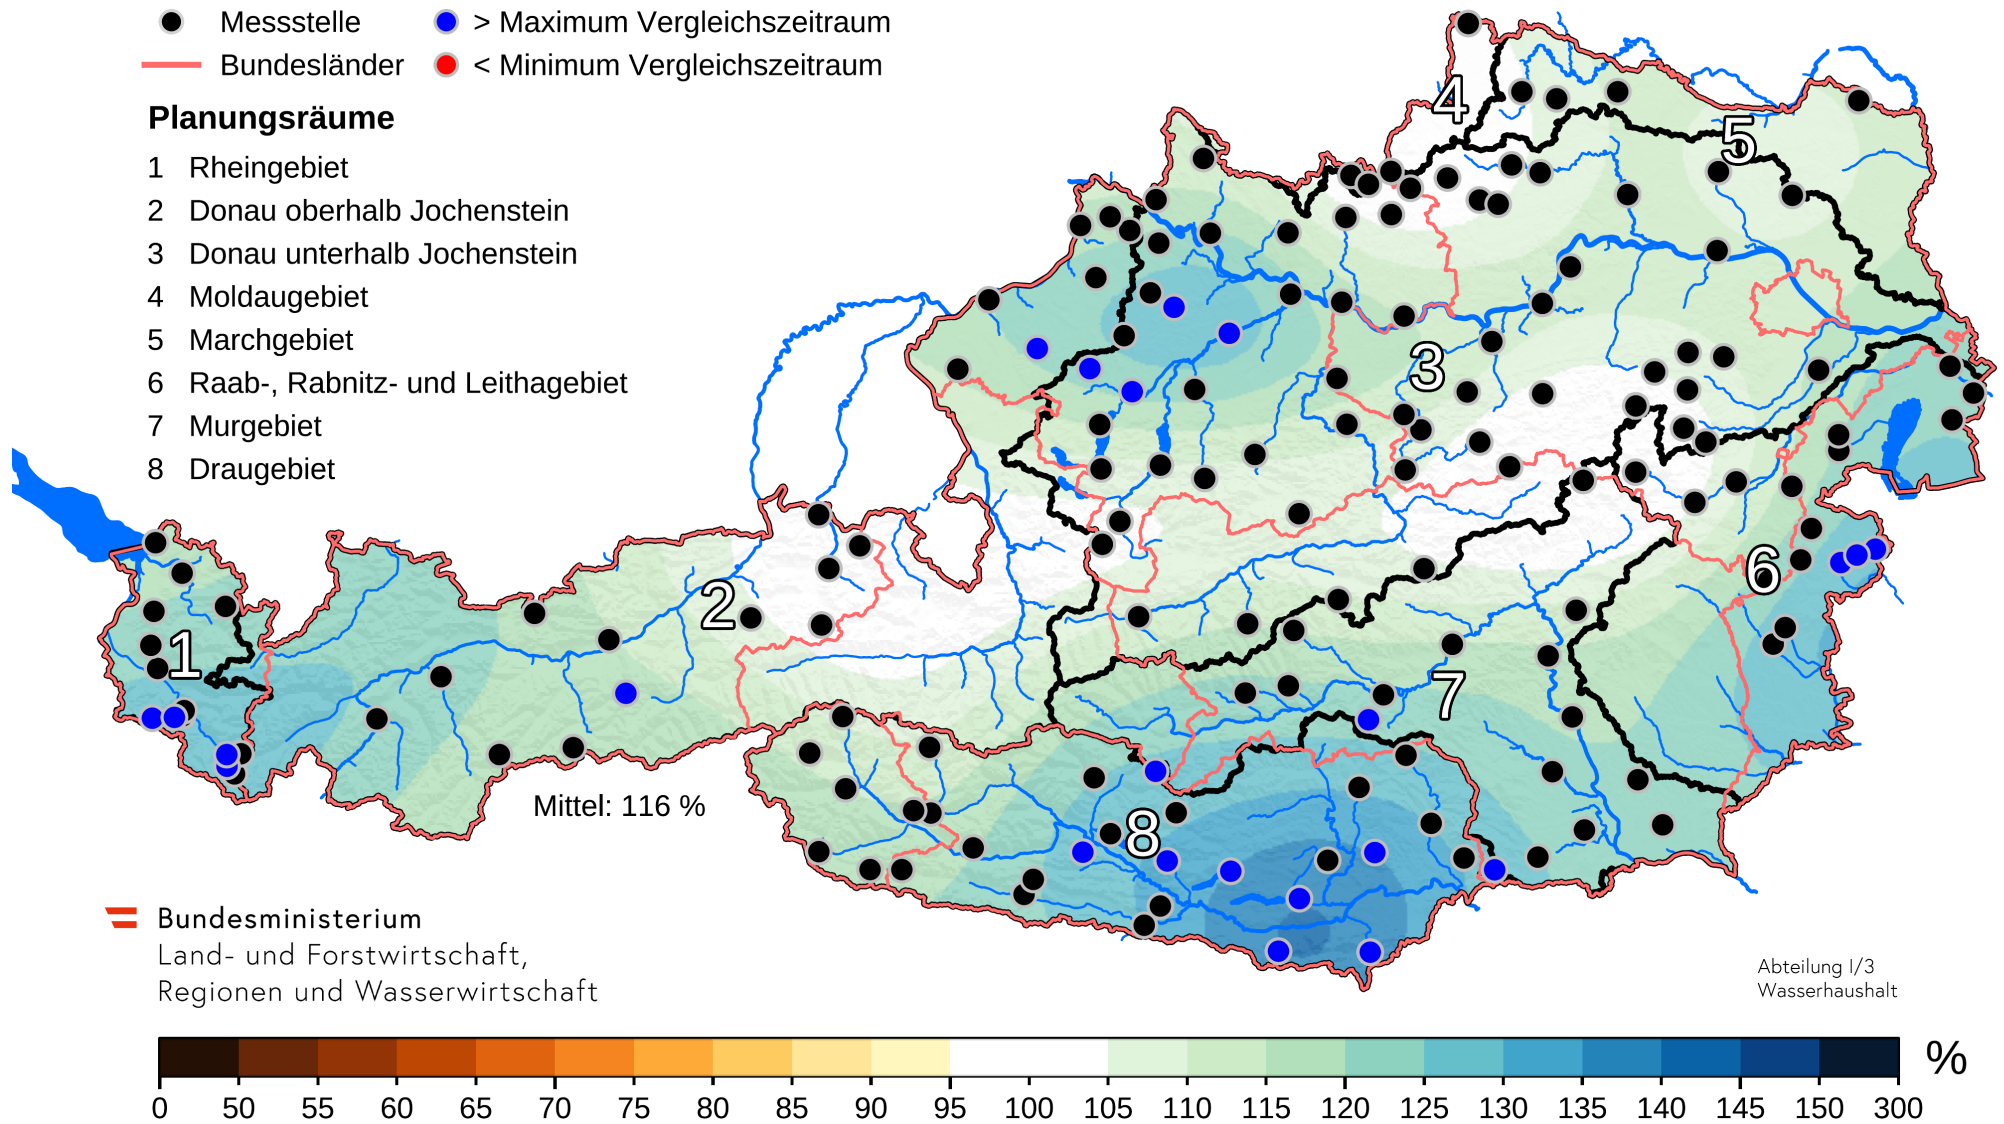 Messstelle
> Maximum Vergleichszeitraum
Bundesländer
< Minimum Vergleichszeitraum
Planungsräume
1 Rheingebiet
2 Donau oberhalb Jochenstein
3 Donau unterhalb Jochenstein
4 Moldaugebiet
5 Marchgebiet
6 Raab-, Rabnitz- und Leithagebiet
7 Murgebiet
8 Draugebiet
4
5
3
6
2
1
7
8
Mittel: 116 %
Bundesministerium
Land- und Forstwirtschaft,
Regionen und Wasserwirtschaft
Abteilung I/3
Wasserhaushalt
%
0 50 55 60 65 70 75 80 85 90 95 100 105 110 115 120 125 130 135 140 145 150 300